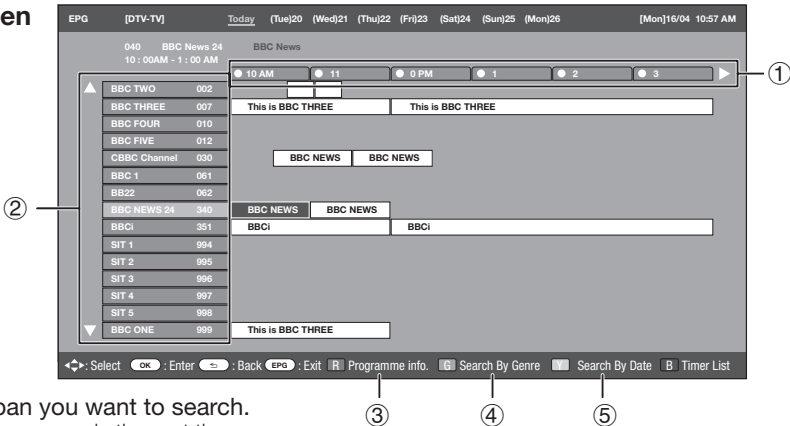 en
EPG [DTV-TV] Today (Tue)20 (Wed)21 (Thu)22 (Fri)23 (Sat)24 (Sun)25 (Mon)26 [Mon]16/04 10:57 AM
040 BBC News 24 BBC News
10 : 00AM - 1 : 00 AM
10 AM 11 0 PM 1 2 3
①
BBC TWO 002
BBC THREE 007 This is BBC THREE This is BBC THREE
BBC FOUR 010
BBC FIVE 012
CBBC Channel 030 BBC NEWS BBC NEWS
BBC 1 061
BB22 062
②
BBC NEWS 24 340 BBC NEWS BBC NEWS
BBCi 351 BBCi BBCi
SIT 1 994
SIT 2 995
SIT 3 996
SIT 4 997
SIT 5 998
BBC ONE 999 This is BBC THREE
: Select OK : Enter : Back EPG : Exit R Programme info. G Search By Genre Y Search By Date B Timer List
pan you want to search.
③ ④ ⑤